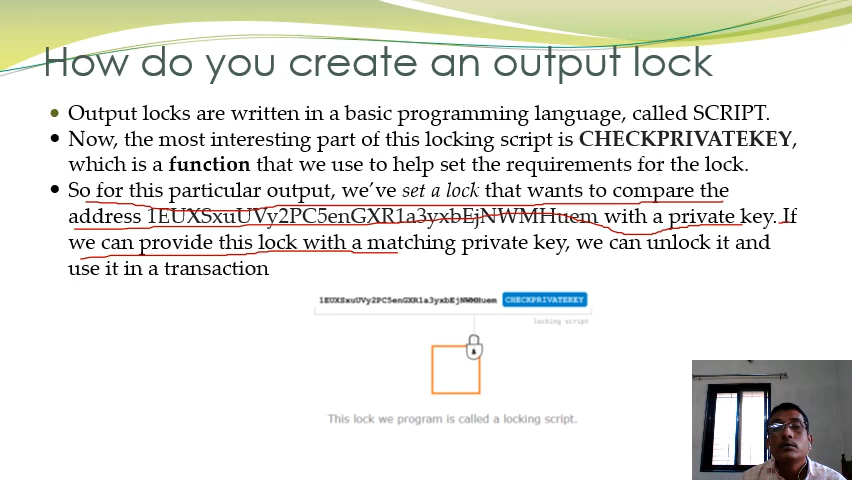 How do you create an output lock
• Output locks are written in a basic programming language, called SCRIPT.
• Now, the most interesting part of this locking script is CHECKPRIVATEKEY,
which is a function that we use to help set the requirements for the lock.
• So for this particular output, we've set a lock that wants to compare the
address 1EUXSxuUVy2PC5enGXR1a3yxbEjNWMHuem with a private key. If
we can provide this lock with a matching private key, we can unlock it and
use it in a transaction
1EUXSxuUVy2PC5enGXR1a3yxbEjNWMHuem CHECKPRIVATEKEY
locking script
This lock we program is called a locking script.